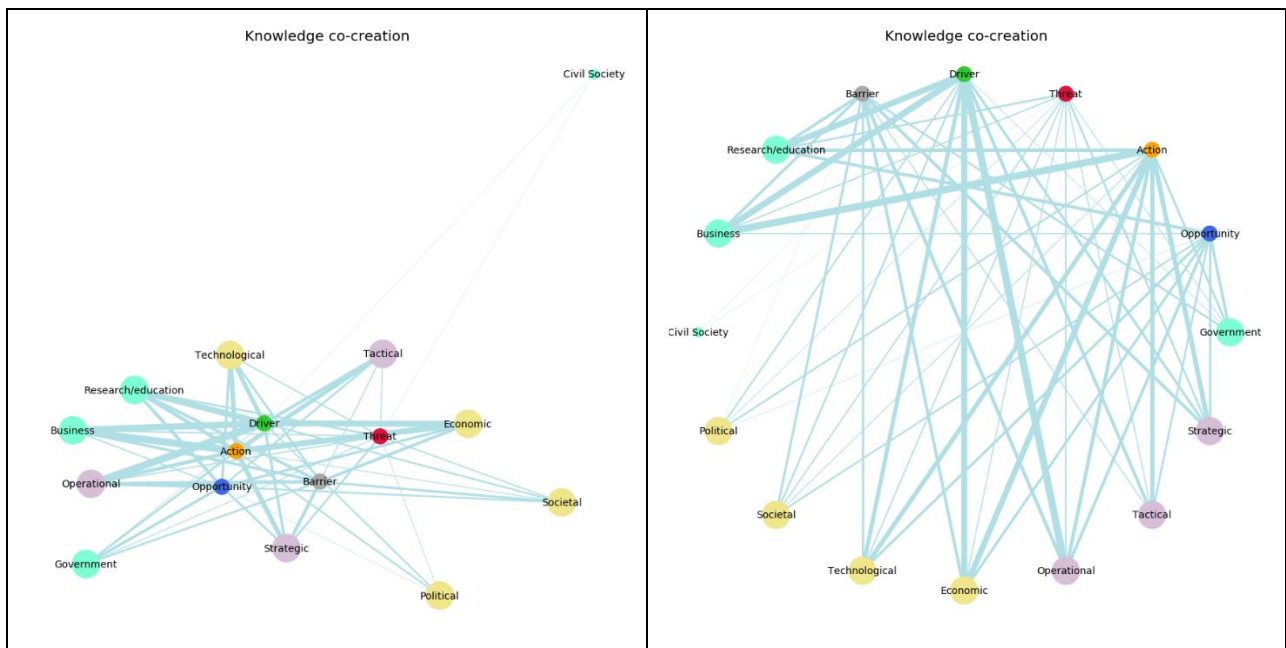 Knowledge co-creation
Civil Society
Technological
Tactical
Research/education
Driver
Economic
Business
Threat
Action
Operational
Opportunity
Barrier
Societal
Strategic
Government
Political
Knowledge co-creation
Driver
Barrier
Threat
Research/education
Action
Business
Opportunity
Civil Society
Government
Political
Strategic
Societal
Tactical
Technological
Operational
Economic